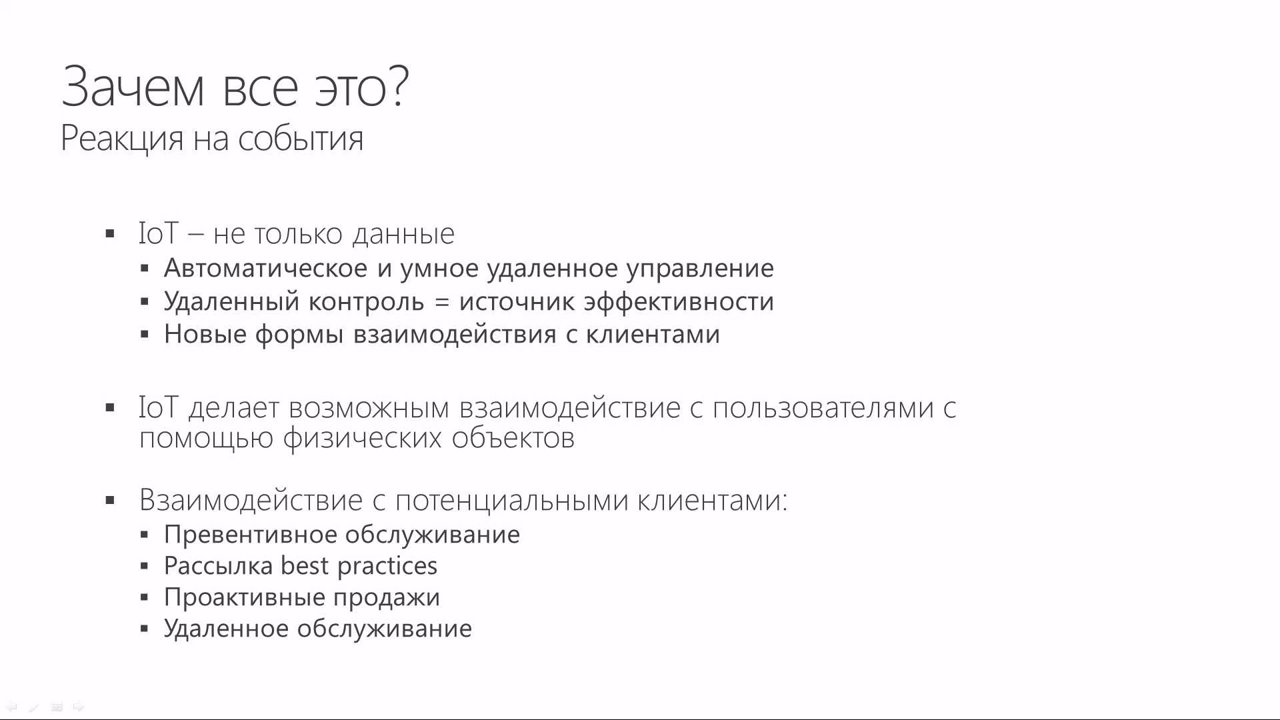 Зачем все это?
Реакция на события
▪ IoT – не только данные
▪ Автоматическое и умное удаленное управление
▪ Удаленный контроль = источник эффективности
▪ Новые формы взаимодействия с клиентами
▪ IoT делает возможным взаимодействие с пользователями с
помощью физических объектов
▪ Взаимодействие с потенциальными клиентами:
▪ Превентивное обслуживание
▪ Рассылка best practices
▪ Проактивные продажи
▪ Удаленное обслуживание